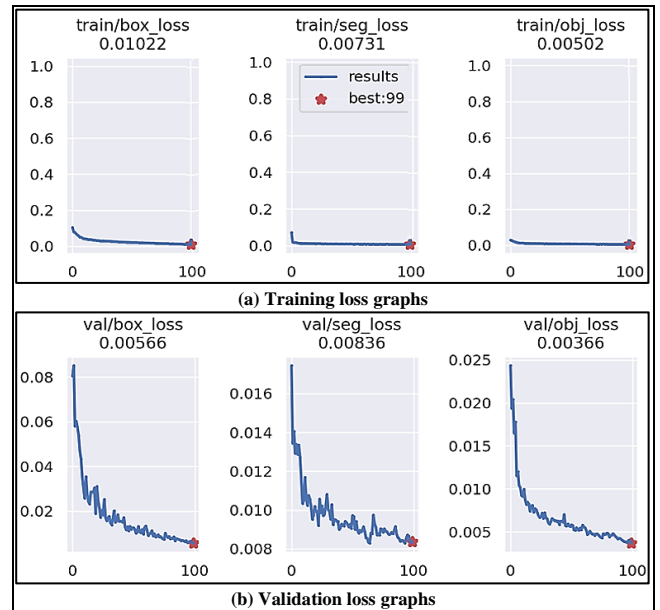 train/box_loss train/seg_loss train/obj_loss
0.01022 0.00731 0.00502
1.0 1.0 1.0
results
0.8 0.8 0.8
best:99
0.6 0.6 0.6
0.4 0.4 0.4
0.2 0.2 0.2
0.0 0.0 0.0
0 100 0 100 0 100
(a) Training loss graphs
val/box_loss val/seg_loss val/obj_loss
0.00566 0.00836 0.00366
0.025
0.08 0.016
0.020
0.06 0.014
0.015
0.04 0.012
0.010
0.02 0.010
0.008 0.005
0 100 0 100 0 100
(b) Validation loss graphs